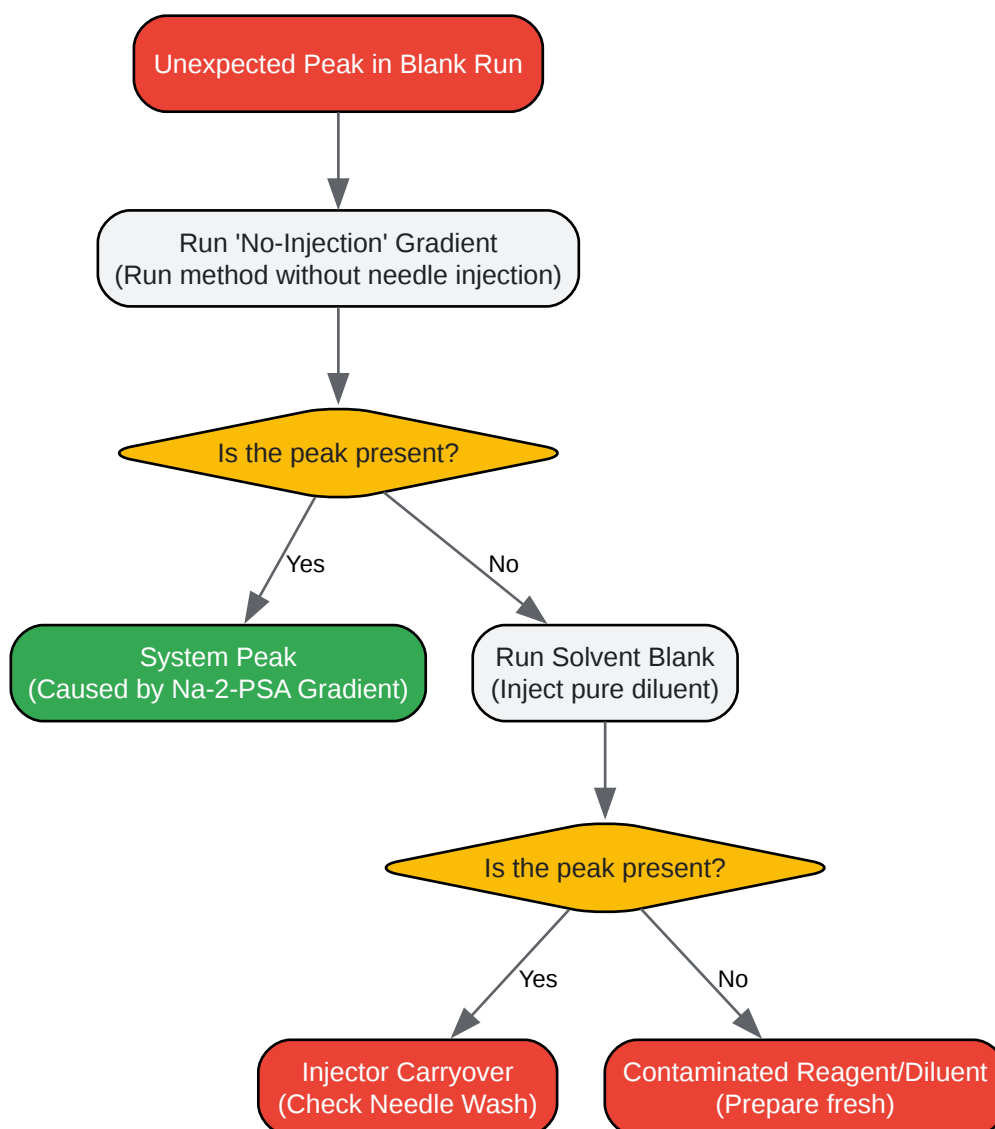 Unexpected Peak in Blank Run
Run 'No-Injection' Gradient
(Run method without needle injection)
Is the peak present?
Yes
No
System Peak
(Caused by Na-2-PSA Gradient)
Run Solvent Blank
(Inject pure diluent)
Is the peak present?
Yes
No
Injector Carryover
(Check Needle Wash)
Contaminated Reagent/Diluent
(Prepare fresh)